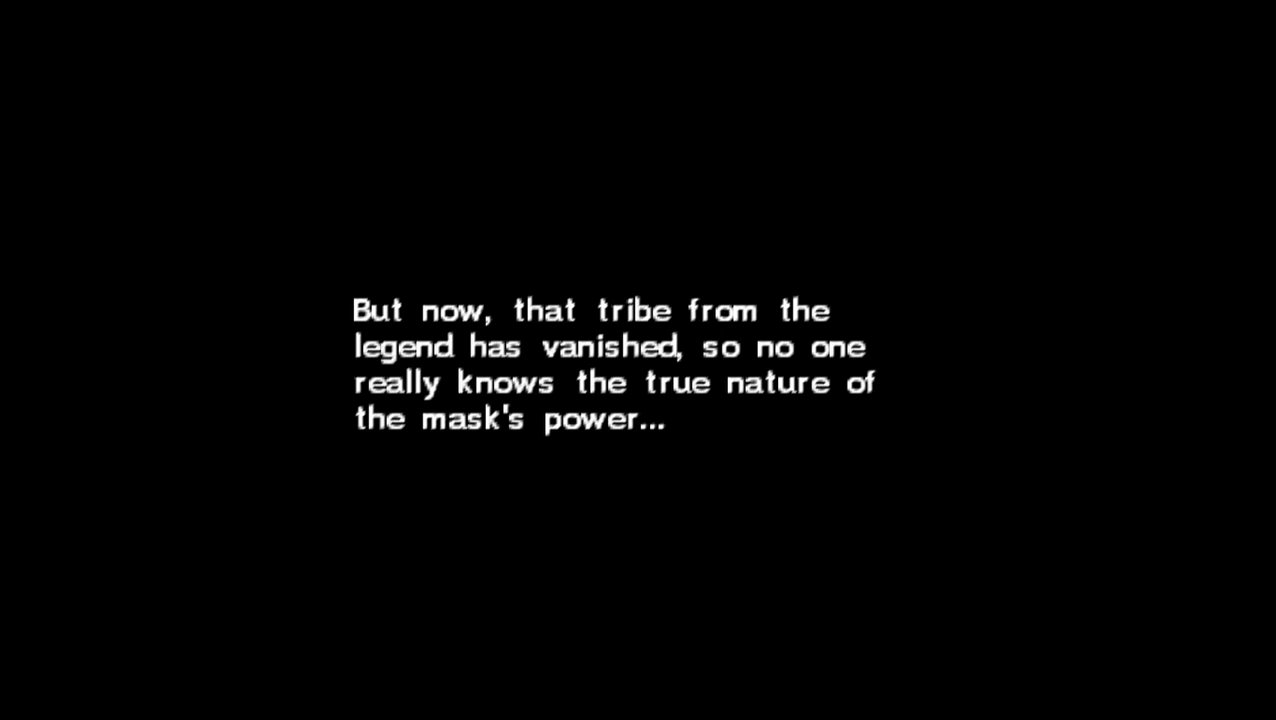 But now, that tribe from the
legend has vanished, so no one
really knows the true nature of
the mask's power...